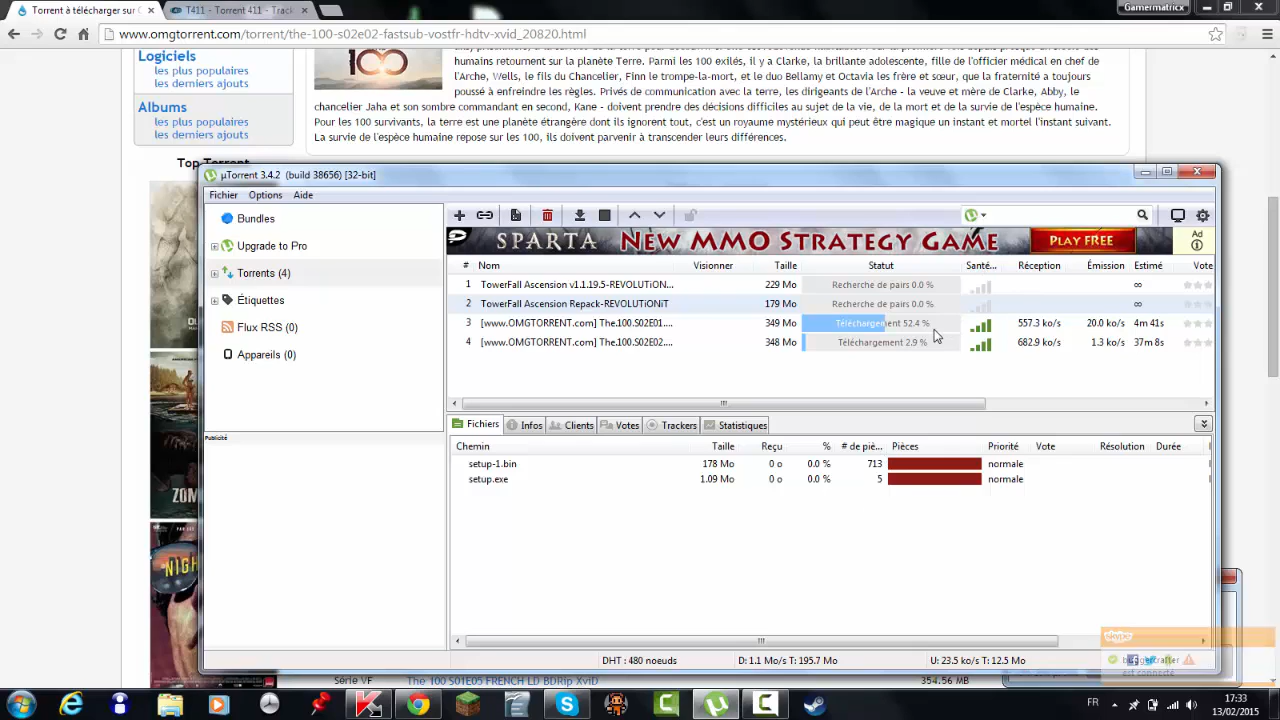 Torrent à télécharger sur O
T411 - Torrent 411 - Track
Gamermatricx
www.omgtorrent.com/torrent/the-100-s02e02-fastsub-vostfr-hdtv-xvid_20820.html
Logiciels
les plus populaires
les derniers ajouts
Albums
les plus populaires
les derniers ajouts
Top Torrent
100
humains retournent sur la planète Terre. Parmi les 100 exilés, il y a Clarke, la brillante adolescente, fille de l'officier médical en chef de
l'Arche, Wells, le fils du Chancelier, Finn le trompe-la-mort, et le duo Bellamy et Octavia les frère et sœur, que la fraternité a toujours
poussé à enfreindre les règles. Privés de communication avec la terre, les dirigeants de l'Arche - la veuve et mère de Clarke, Abby, le
chancelier Jaha et son sombre commandant en second, Kane - doivent prendre des décisions difficiles au sujet de la vie, de la mort et de la survie de l'espèce humaine.
Pour les 100 survivants, la terre est une planète étrangère dont ils ignorent tout, c'est un royaume mystérieux qui peut être magique un instant et mortel l'instant suivant.
La survie de l'espèce humaine repose sur les 100, ils doivent parvenir à transcender leurs différences.
µTorrent 3.4.2 (build 38656) [32-bit]
Fichier Options Aide
Bundles
Upgrade to Pro
Torrents (4)
Étiquettes
Flux RSS (0)
Appareils (0)
Publicité
SPARTA NEW MMO STRATEGY GAME PLAY FREE Ad
# Nom Visionner Taille Statut Santé... Réception Émission Estimé Vote
1 TowerFall Ascension v1.1.19.5-REVOLUTiON... 229 Mo Recherche de pairs 0.0 % ∞
2 TowerFall Ascension Repack-REVOLUTiONiT 179 Mo Recherche de pairs 0.0 % ∞
3 [www.OMGTORRENT.com] The.100.S02E01.... 349 Mo Téléchargement 52.4 % 557.3 ko/s 20.0 ko/s 4m 41s
4 [www.OMGTORRENT.com] The.100.S02E02.... 348 Mo Téléchargement 2.9 % 682.9 ko/s 1.3 ko/s 37m 8s
Fichiers Infos Clients Votes Trackers Statistiques
Chemin Taille Reçu % # de piè... Pièces Priorité Vote Résolution Durée
setup-1.bin 178 Mo 0 o 0.0 % 713 normale
setup.exe 1.09 Mo 0 o 0.0 % 5 normale
DHT : 480 noeuds D: 1.1 Mo/s T: 195.7 Mo U: 23.5 ko/s T: 12.5 Mo
skype
est connecté
Série VF The 100 S01E05 FRENCH LD BDRip XviD 354.56 MB
FR
17:33
13/02/2015